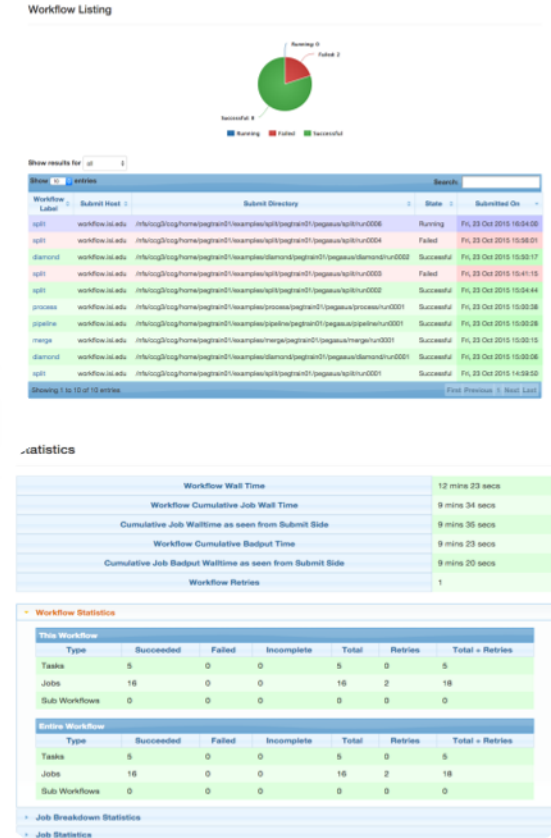 Workflow Listing
Running: 0
Failed: 2
Successful: 8
Running Failed Successful
Show results for all
Show 10 entries Search:
Workflow Label Submit Host Submit Directory State Submitted On
split workflow.isi.edu /nfs/ccg3/ccg/home/pegtrain01/examples/split/pegtrain01/pegasus/split/run0006 Running Fri, 23 Oct 2015 16:04:00
split workflow.isi.edu /nfs/ccg3/ccg/home/pegtrain01/examples/split/pegtrain01/pegasus/split/run0004 Failed Fri, 23 Oct 2015 15:58:01
diamond workflow.isi.edu /nfs/ccg3/ccg/home/pegtrain01/examples/diamond/pegtrain01/pegasus/diamond/run0002 Successful Fri, 23 Oct 2015 15:50:17
split workflow.isi.edu /nfs/ccg3/ccg/home/pegtrain01/examples/split/pegtrain01/pegasus/split/run0003 Failed Fri, 23 Oct 2015 15:41:15
split workflow.isi.edu /nfs/ccg3/ccg/home/pegtrain01/examples/split/pegtrain01/pegasus/split/run0002 Successful Fri, 23 Oct 2015 15:04:44
process workflow.isi.edu /nfs/ccg3/ccg/home/pegtrain01/examples/process/pegtrain01/pegasus/process/run0001 Successful Fri, 23 Oct 2015 15:00:38
pipeline workflow.isi.edu /nfs/ccg3/ccg/home/pegtrain01/examples/pipeline/pegtrain01/pegasus/pipeline/run0001 Successful Fri, 23 Oct 2015 15:00:28
merge workflow.isi.edu /nfs/ccg3/ccg/home/pegtrain01/examples/merge/pegtrain01/pegasus/merge/run0001 Successful Fri, 23 Oct 2015 15:00:15
diamond workflow.isi.edu /nfs/ccg3/ccg/home/pegtrain01/examples/diamond/pegtrain01/pegasus/diamond/run0001 Successful Fri, 23 Oct 2015 15:00:06
split workflow.isi.edu /nfs/ccg3/ccg/home/pegtrain01/examples/split/pegtrain01/pegasus/split/run0001 Successful Fri, 23 Oct 2015 14:59:50
Showing 1 to 10 of 10 entries First Previous 1 Next Last
atistics
Workflow Wall Time 12 mins 23 secs
Workflow Cumulative Job Wall Time 9 mins 34 secs
Cumulative Job Walltime as seen from Submit Side 9 mins 35 secs
Workflow Cumulative Badput Time 9 mins 23 secs
Cumulative Job Badput Walltime as seen from Submit Side 9 mins 20 secs
Workflow Retries 1
Workflow Statistics
This Workflow
Type Succeeded Failed Incomplete Total Retries Total + Retries
Tasks 5 0 0 5 0 5
Jobs 16 0 0 16 2 18
Sub Workflows 0 0 0 0 0 0
Entire Workflow
Type Succeeded Failed Incomplete Total Retries Total + Retries
Tasks 5 0 0 5 0 5
Jobs 16 0 0 16 2 18
Sub Workflows 0 0 0 0 0 0
Job Breakdown Statistics
Job Statistics